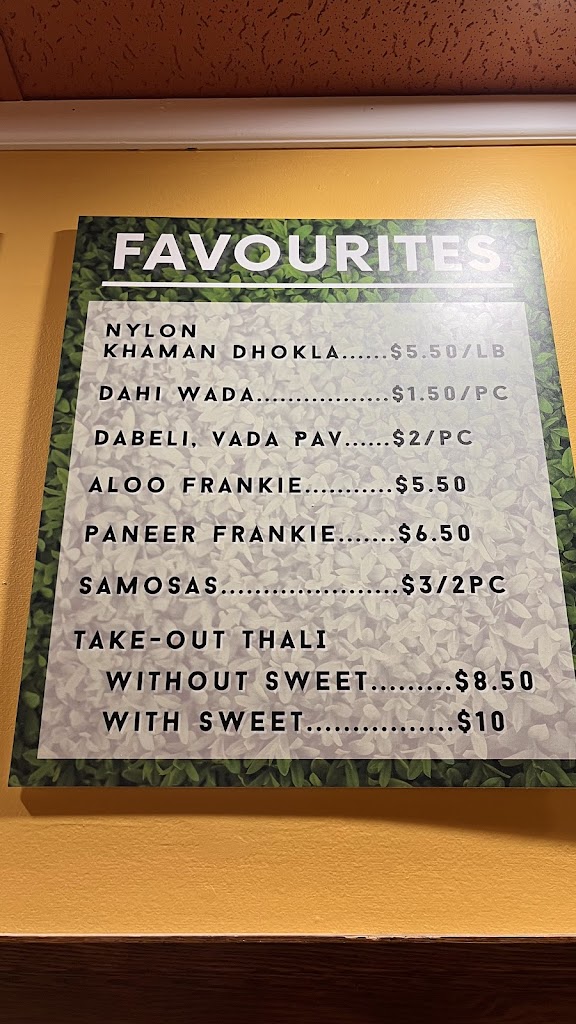 FAVOURITES
NYLON
KHAMAN DHOKLA......$5.50/LB
DAHI WADA.................$1.50/PC
DABELI, VADA PAV......$2/PC
ALOO FRANKIE...........$5.50
PANEER FRANKIE.......$6.50
SAMOSAS.....................$3/2PC
TAKE-OUT THALI
WITHOUT SWEET.........$8.50
WITH SWEET................$10